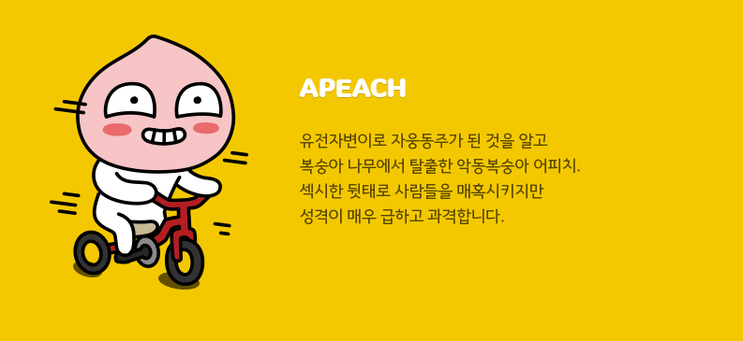 APEACH
유전자변이로 자웅동주가 된 것을 알고
복숭아 나무에서 탈출한 악동복숭아 어피치.
섹시한 뒷태로 사람들을 매혹시키지만
성격이 매우 급하고 과격합니다.